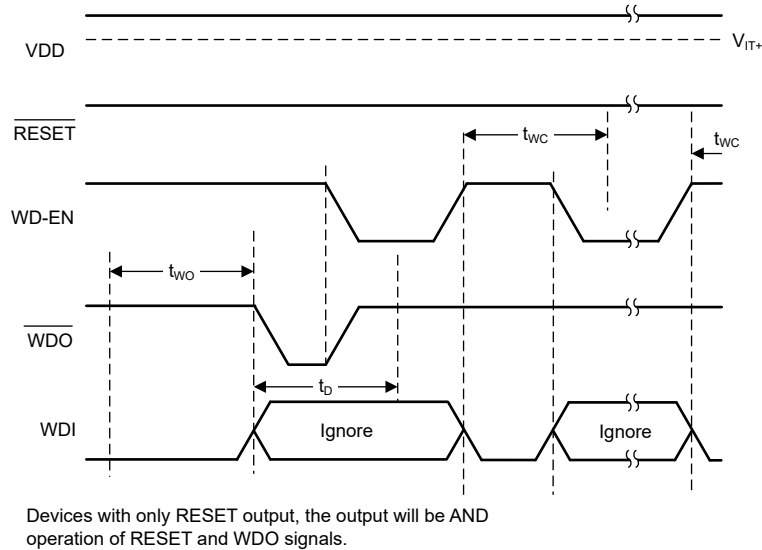 VDD
V_IT+
RESET
t_WC
t_WC
WD-EN
t_WO
WDO
t_D
WDI
Ignore
Ignore
Devices with only RESET output, the output will be AND
operation of RESET and WDO signals.